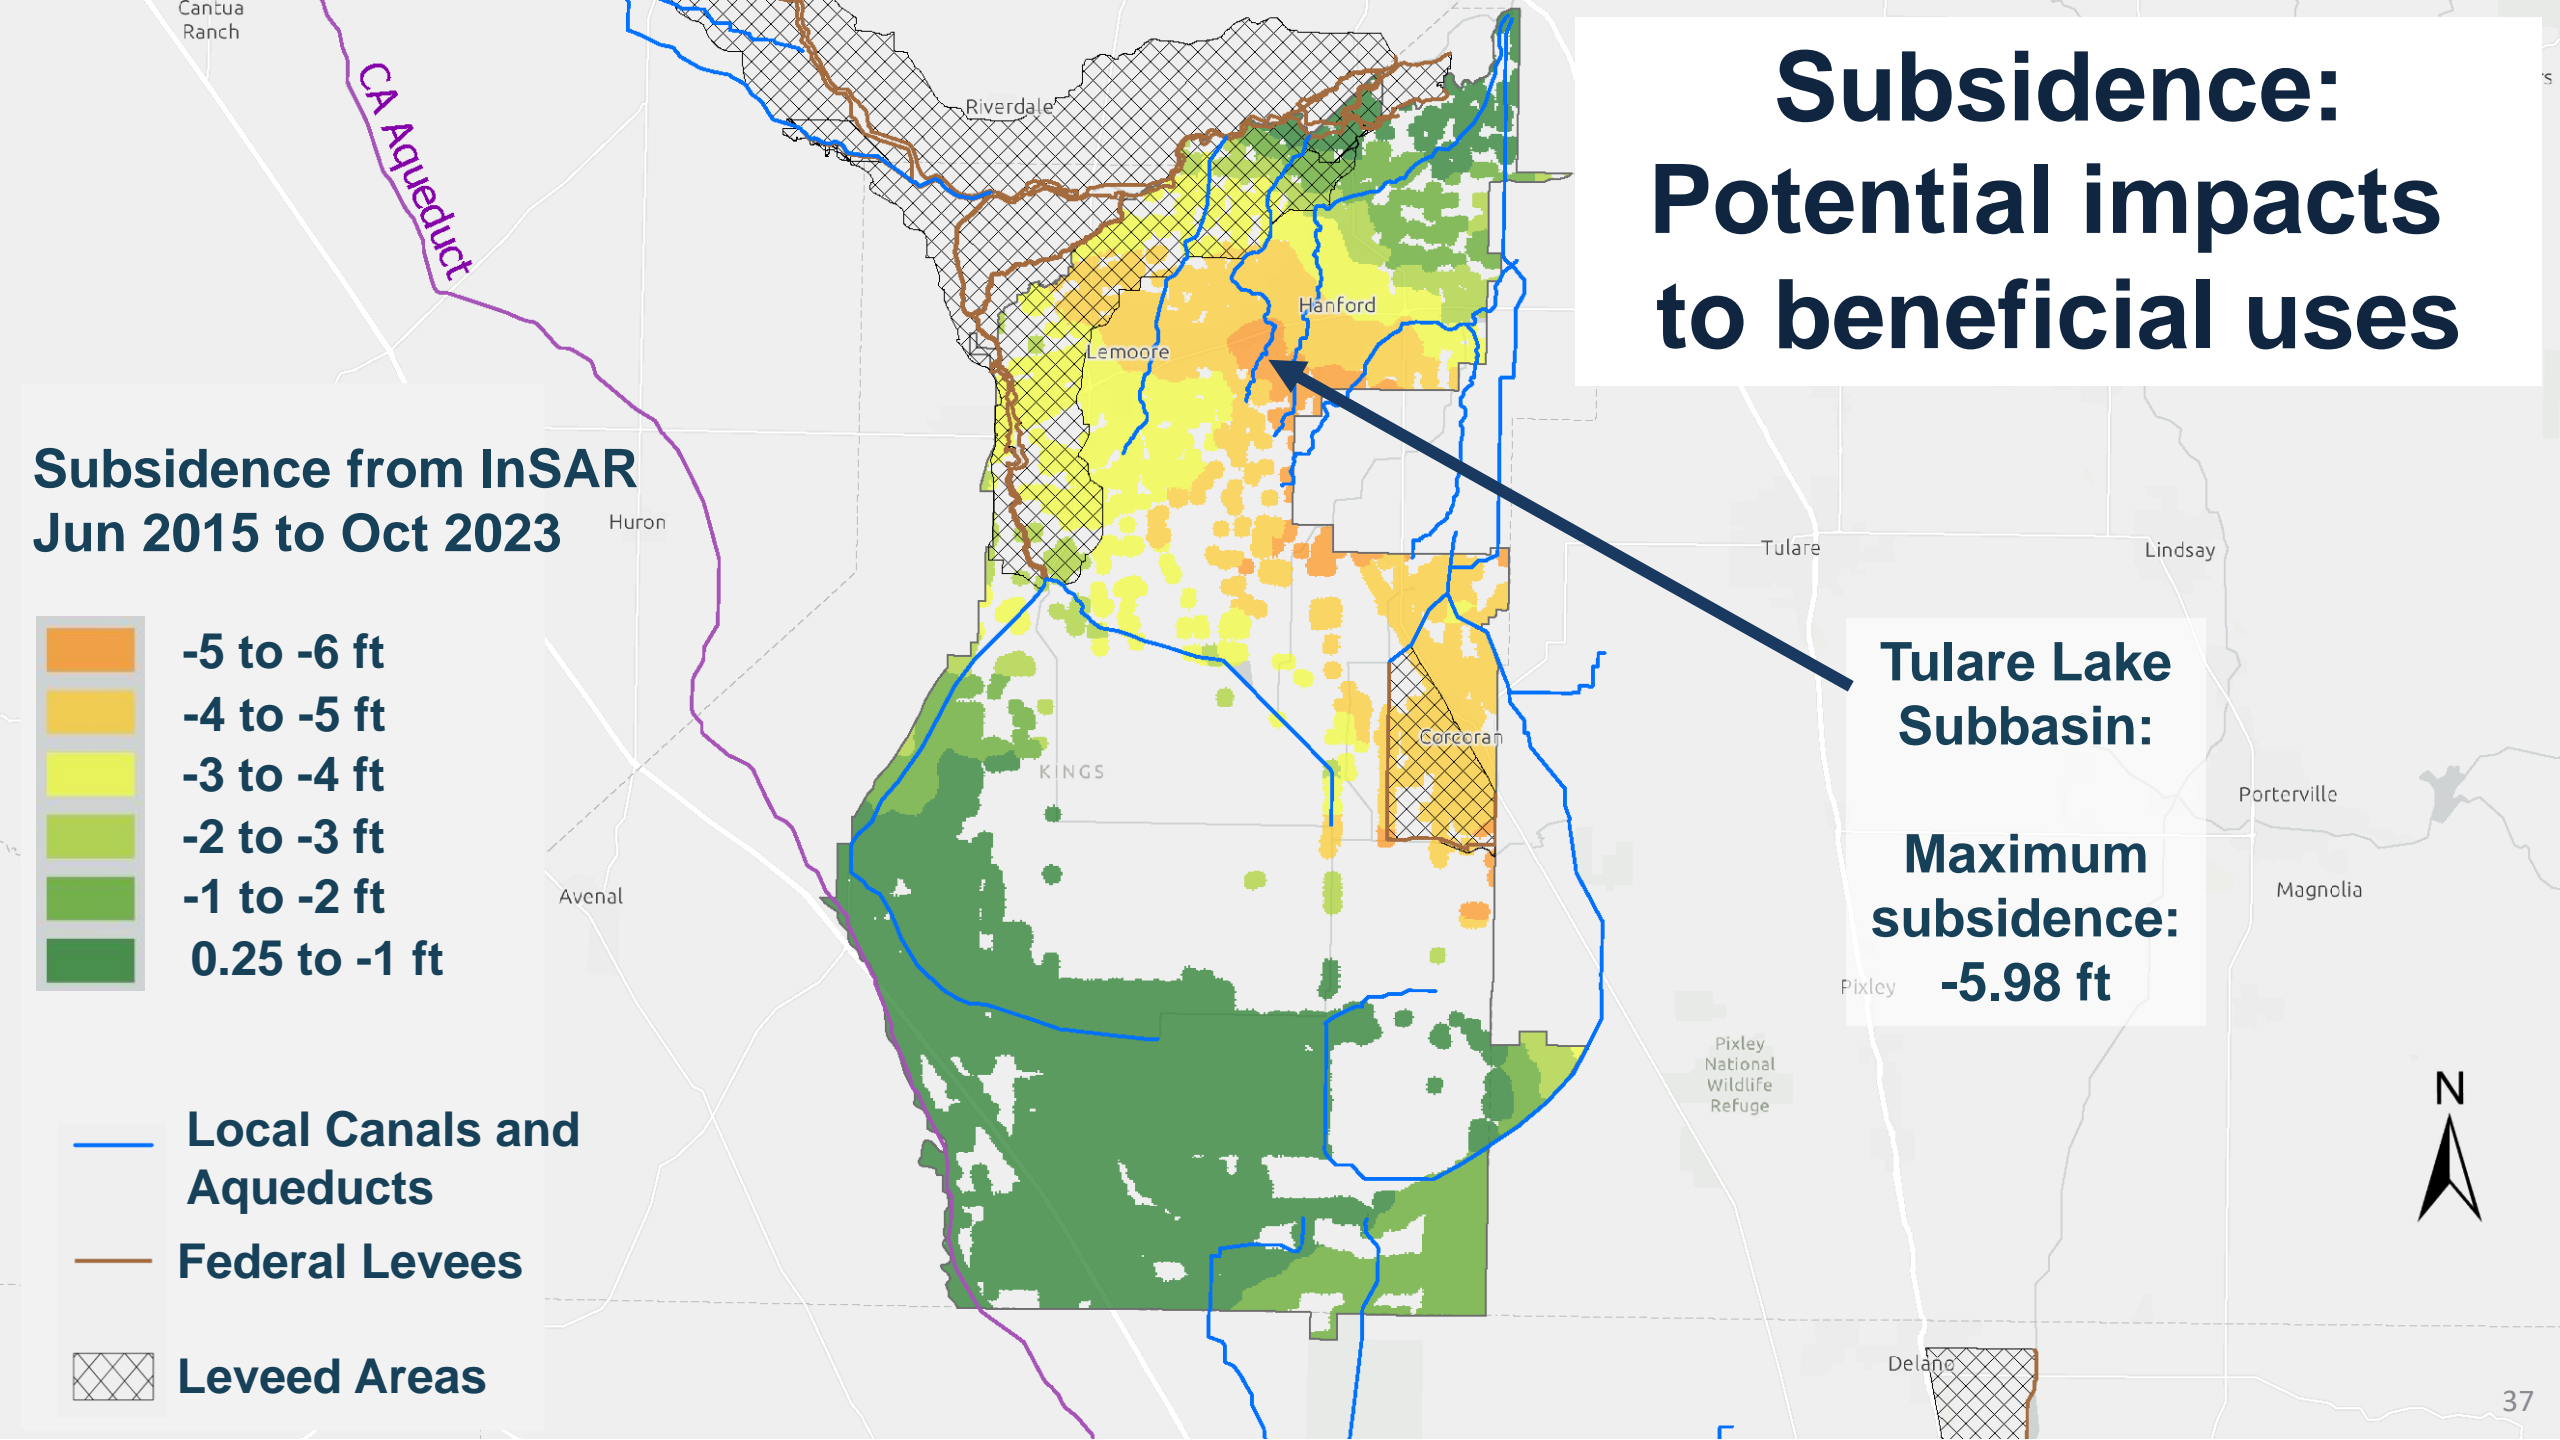 Subsidence:
Potential impacts
to beneficial uses
Cantua
Ranch
CA Aqueduct
Riverdale
Hanford
Lemoore
Subsidence from InSAR
Jun 2015 to Oct 2023
-5 to -6 ft
-4 to -5 ft
-3 to -4 ft
-2 to -3 ft
-1 to -2 ft
0.25 to -1 ft
Local Canals and
Aqueducts
Federal Levees
Leveed Areas
Huron
Tulare
Lindsay
Tulare Lake
Subbasin:
Maximum
subsidence:
-5.98 ft
Corcoran
KINGS
Porterville
Avenal
Magnolia
Pixley
Pixley
National
Wildlife
Refuge
N
Delano
37